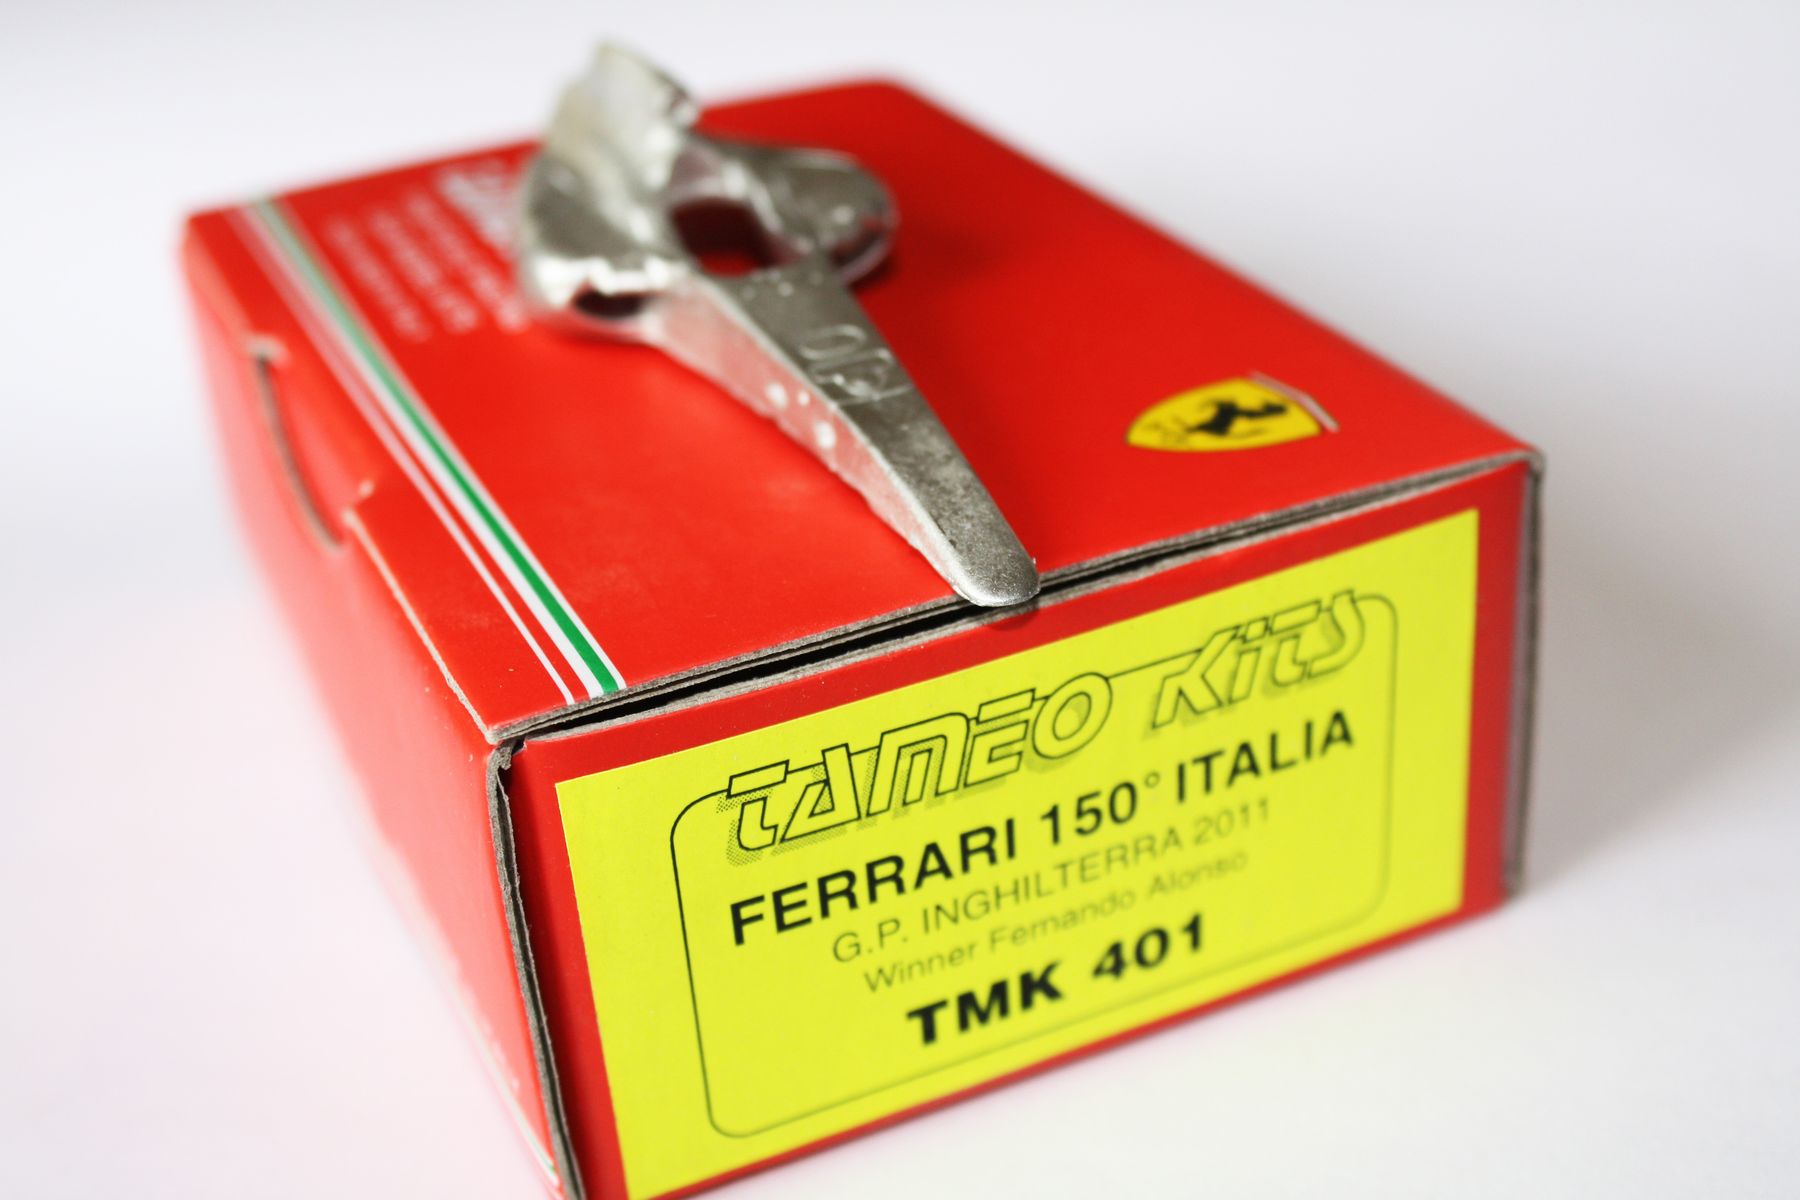 TAMEO KITS
FERRARI 150° ITALIA
G.P. INGHILTERRA 2011
Winner Fernando Alonso
TMK 401